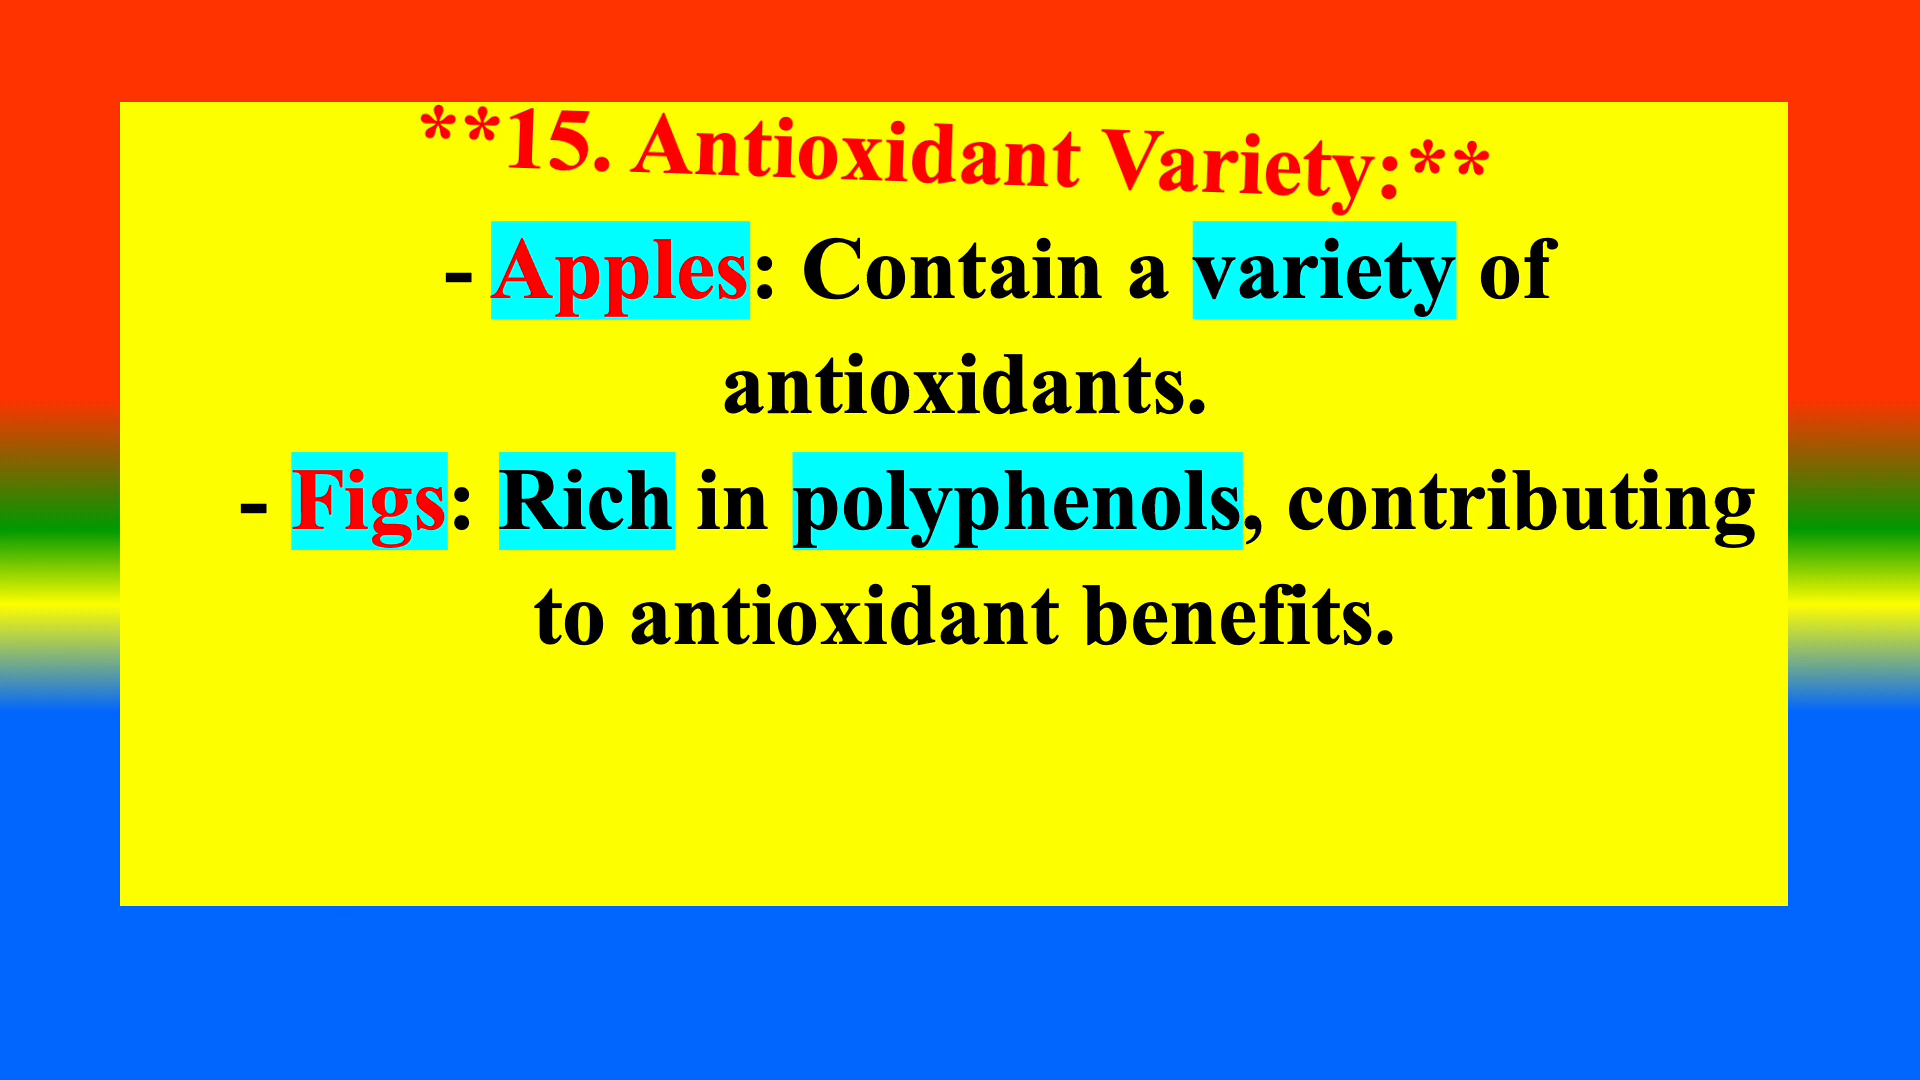 **15. Antioxidant Variety:**
- Apples: Contain a variety of
antioxidants.
- Figs: Rich in polyphenols, contributing
to antioxidant benefits.